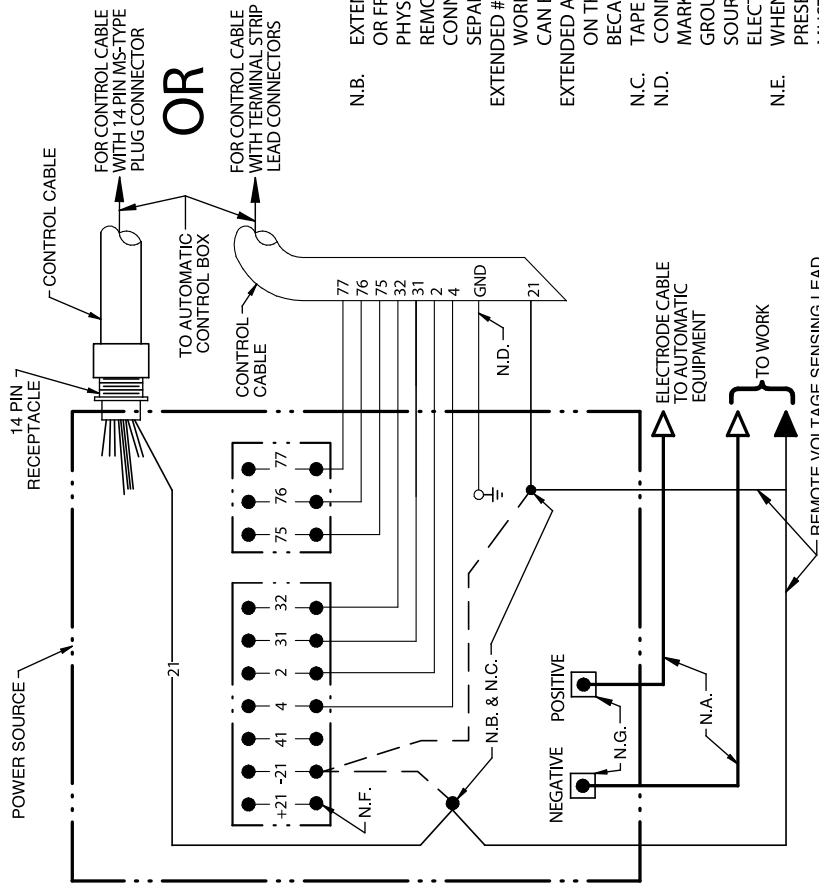 POWER SOURCE
14 PIN
RECEPTACLE
CONTROL CABLE
FOR CONTROL CABLE
WITH 14 PIN MS-TYPE
PLUG CONNECTOR
OR
TO AUTOMATIC
CONTROL BOX
FOR CONTROL CABLE
WITH TERMINAL STRIP
LEAD CONNECTORS
CONTROL
CABLE
21
77
76
75
32
31
2
4
41
-21
+21
77
76
75
32
31
2
4
GND
21
N.D.
N.F.
N.B. & N.C.
NEGATIVE
POSITIVE
N.G.
N.A.
ELECTRODE CABLE
TO AUTOMATIC
EQUIPMENT
TO WORK
REMOTE VOLTAGE SENSING LEAD
N.B. EXTEN
OR FR
PHYS
REMO
CONN
SEPA
EXTENDED #
WORK
CAN
EXTENDED A
ON TH
BECA
N.C. TAPE
N.D. CONN
MARK
GROU
SOUR
ELECT
N.E. WHEN
PRESE